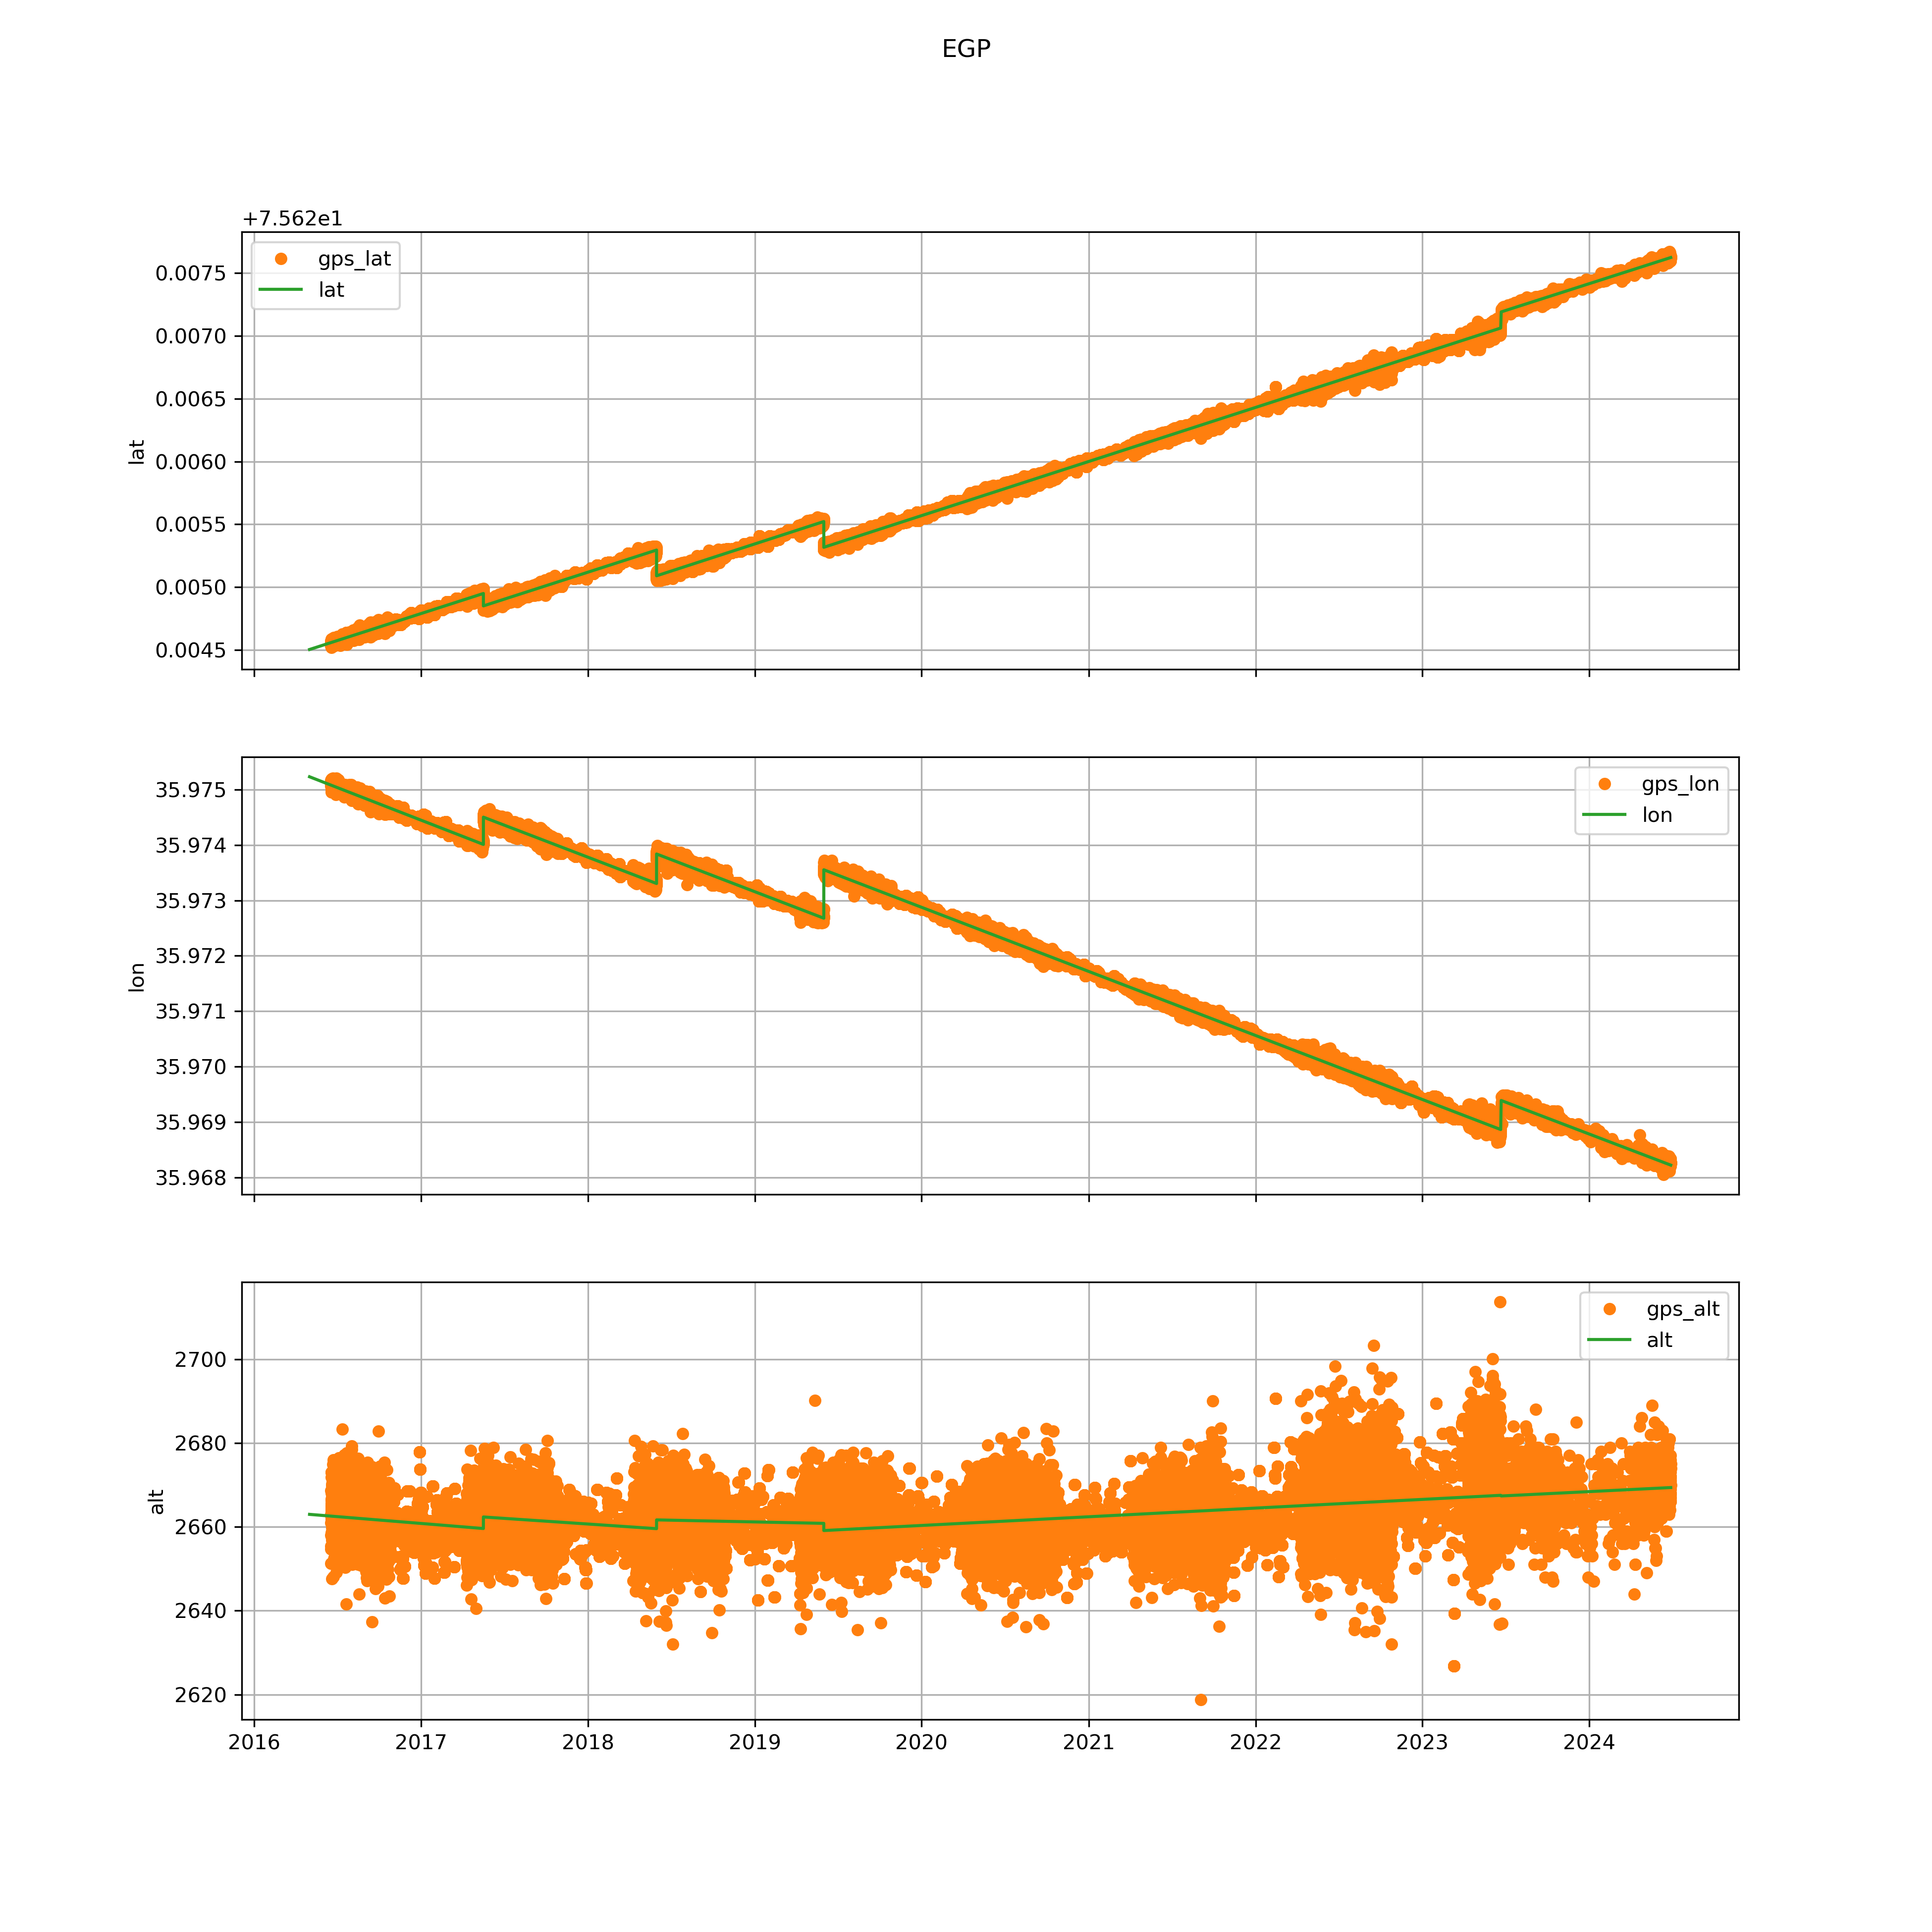 EGP
+7.562e1
gps_lat
lat
0.0075
0.0070
0.0065
0.0060
0.0055
0.0050
0.0045
lat
gps_lon
lon
35.975
35.974
35.973
35.972
35.971
35.970
35.969
35.968
lon
gps_alt
alt
2700
2680
2660
2640
2620
alt
2016 2017 2018 2019 2020 2021 2022 2023 2024